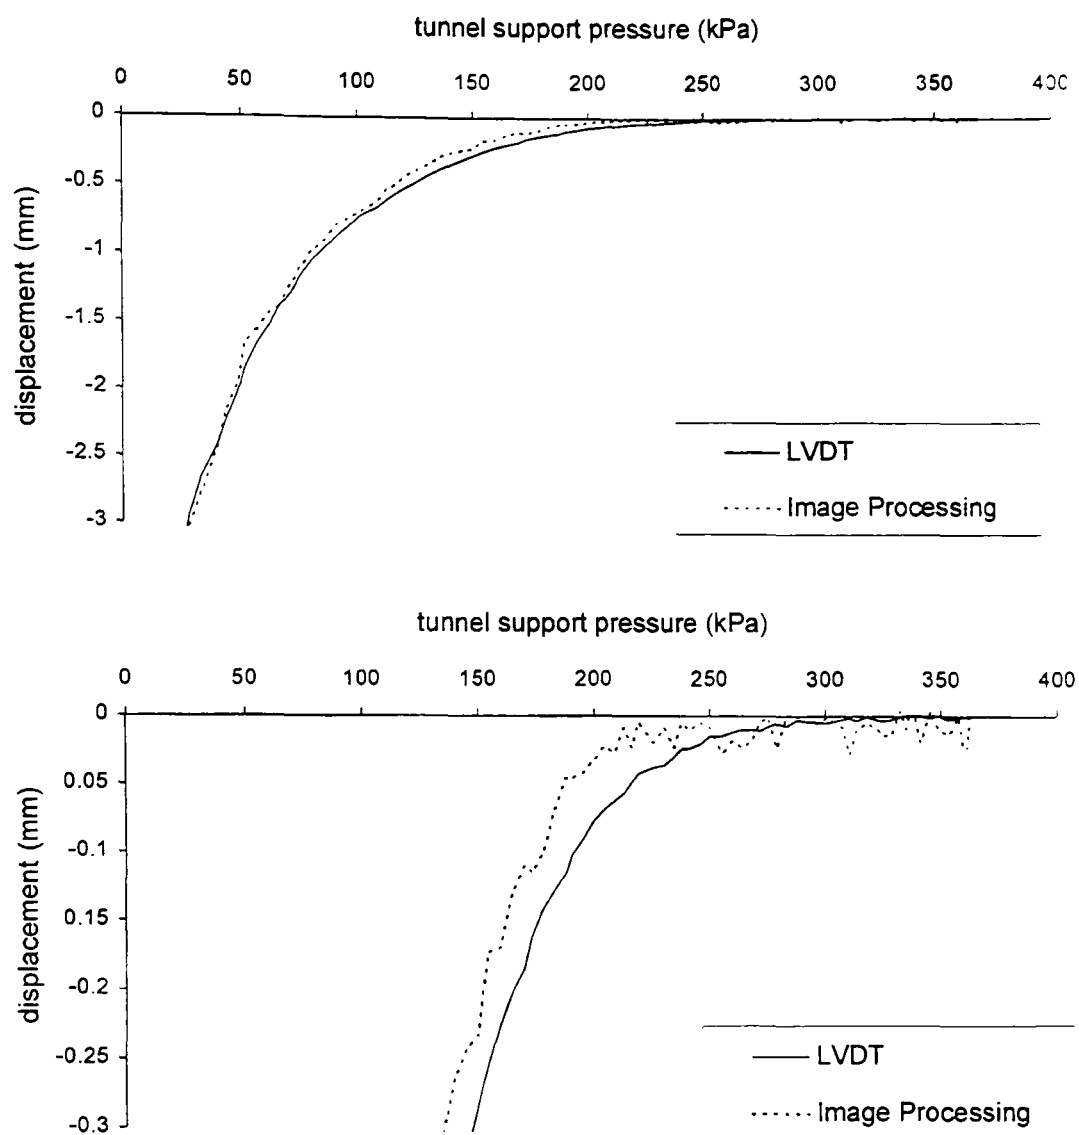 tunnel support pressure (kPa)
0 50 100 150 200 250 300 350 400
0
-0.5
-1
-1.5
-2
-2.5
-3
displacement (mm)
LVDT
Image Processing
tunnel support pressure (kPa)
0 50 100 150 200 250 300 350 400
0
0.05
-0.1
0.15
-0.2
-0.25
-0.3
displacement (mm)
LVDT
Image Processing